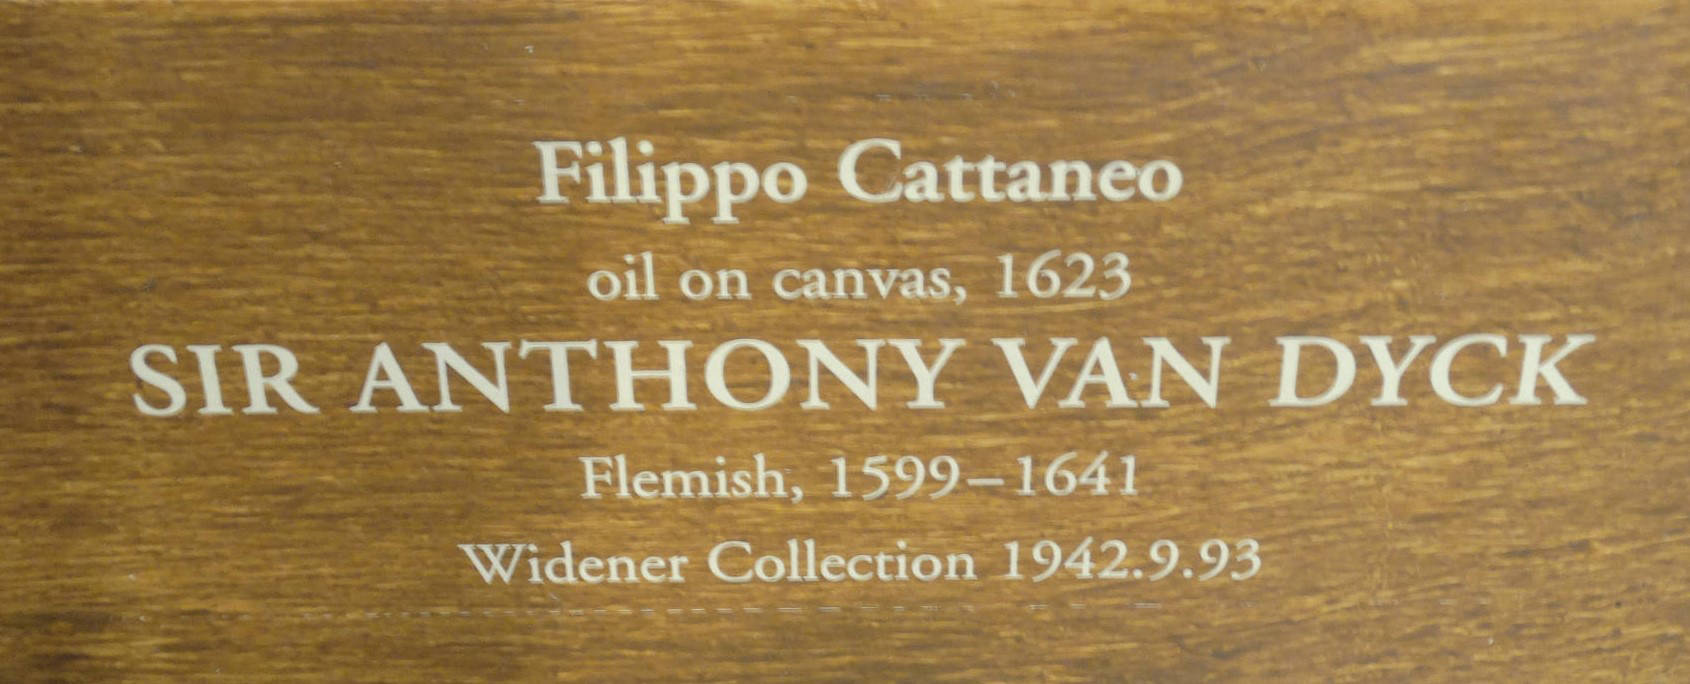 Filippo Cattaneo
oil on canvas, 1623
SIR ANTHONY VAN DYCK
Flemish, 1599–1641
Widener Collection 1942.9.93